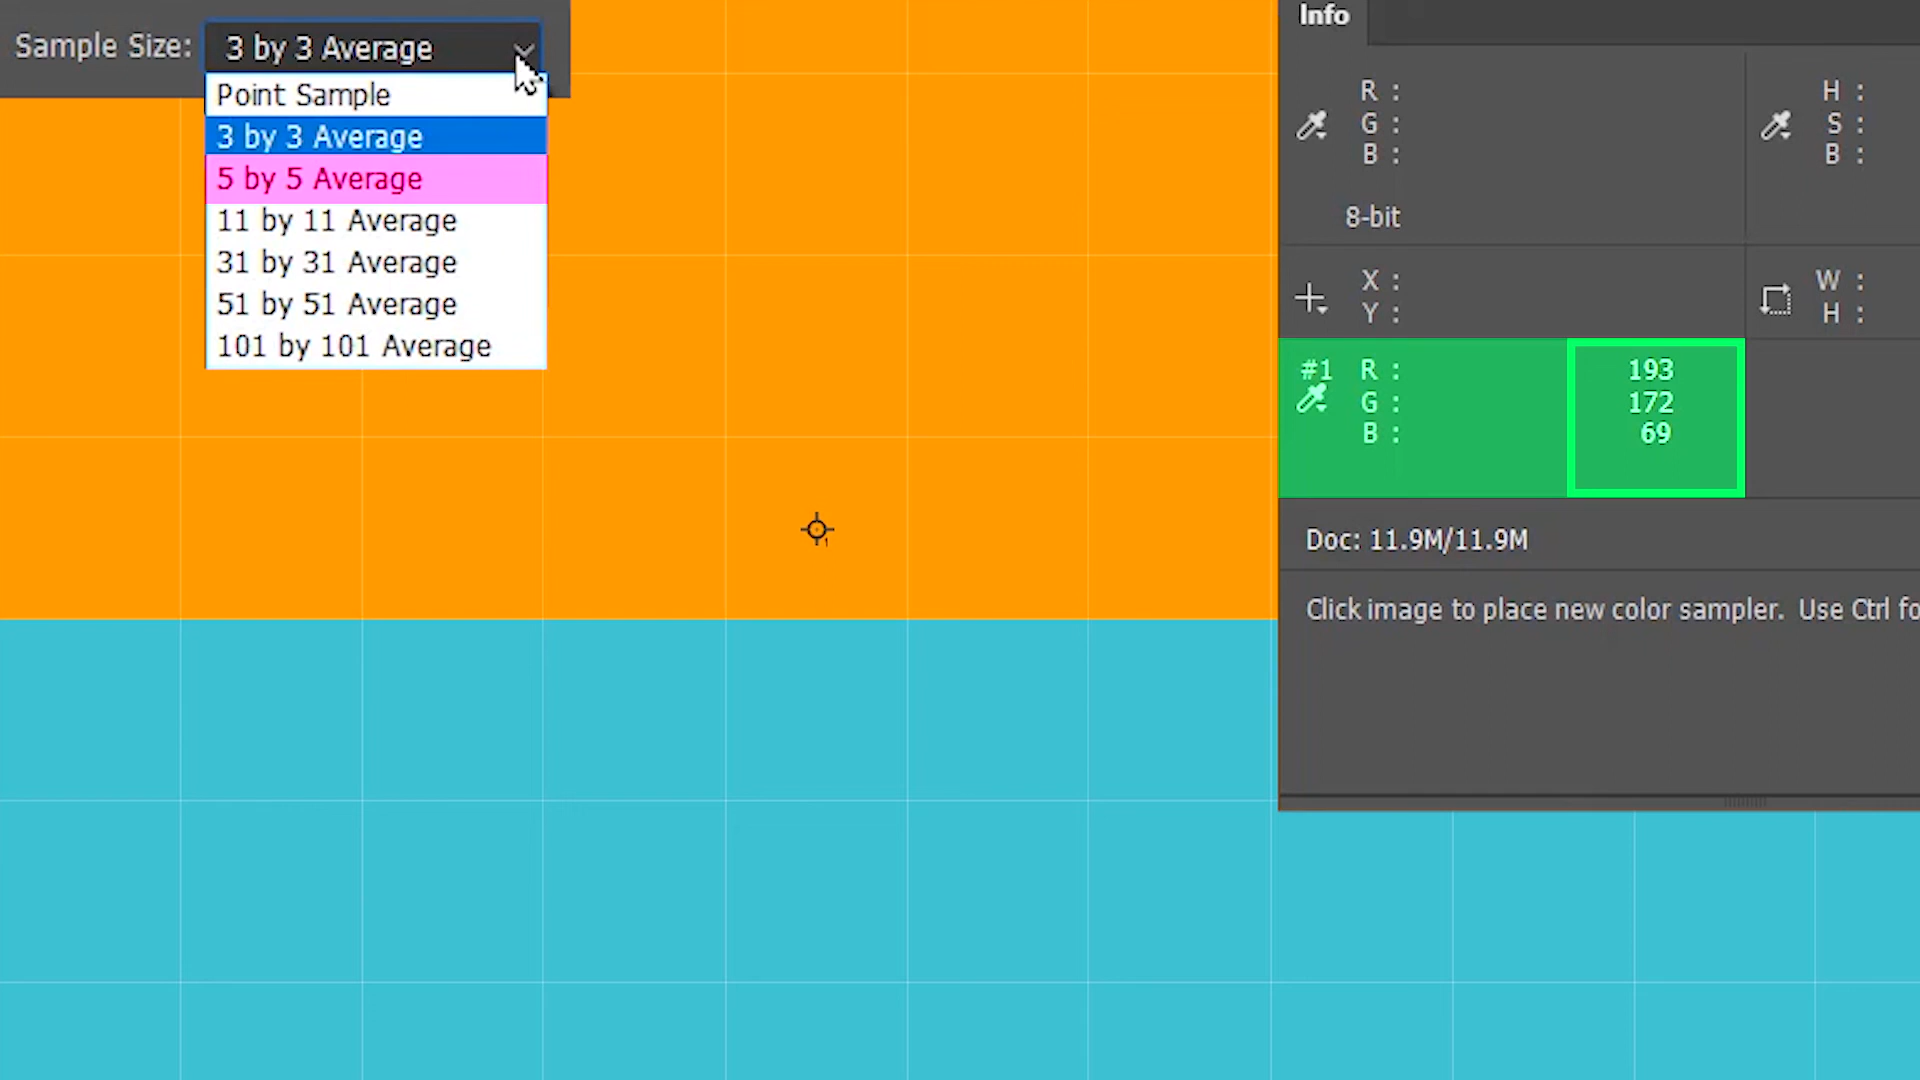 Sample Size: 3 by 3 Average
Point Sample
3 by 3 Average
5 by 5 Average
11 by 11 Average
31 by 31 Average
51 by 51 Average
101 by 101 Average
1
Info
R :
G :
B :
8-bit
H :
S :
B :
X :
Y :
W :
H :
#1 R : 193
G : 172
B : 69
Doc: 11.9M/11.9M
Click image to place new color sampler. Use Ctrl fo